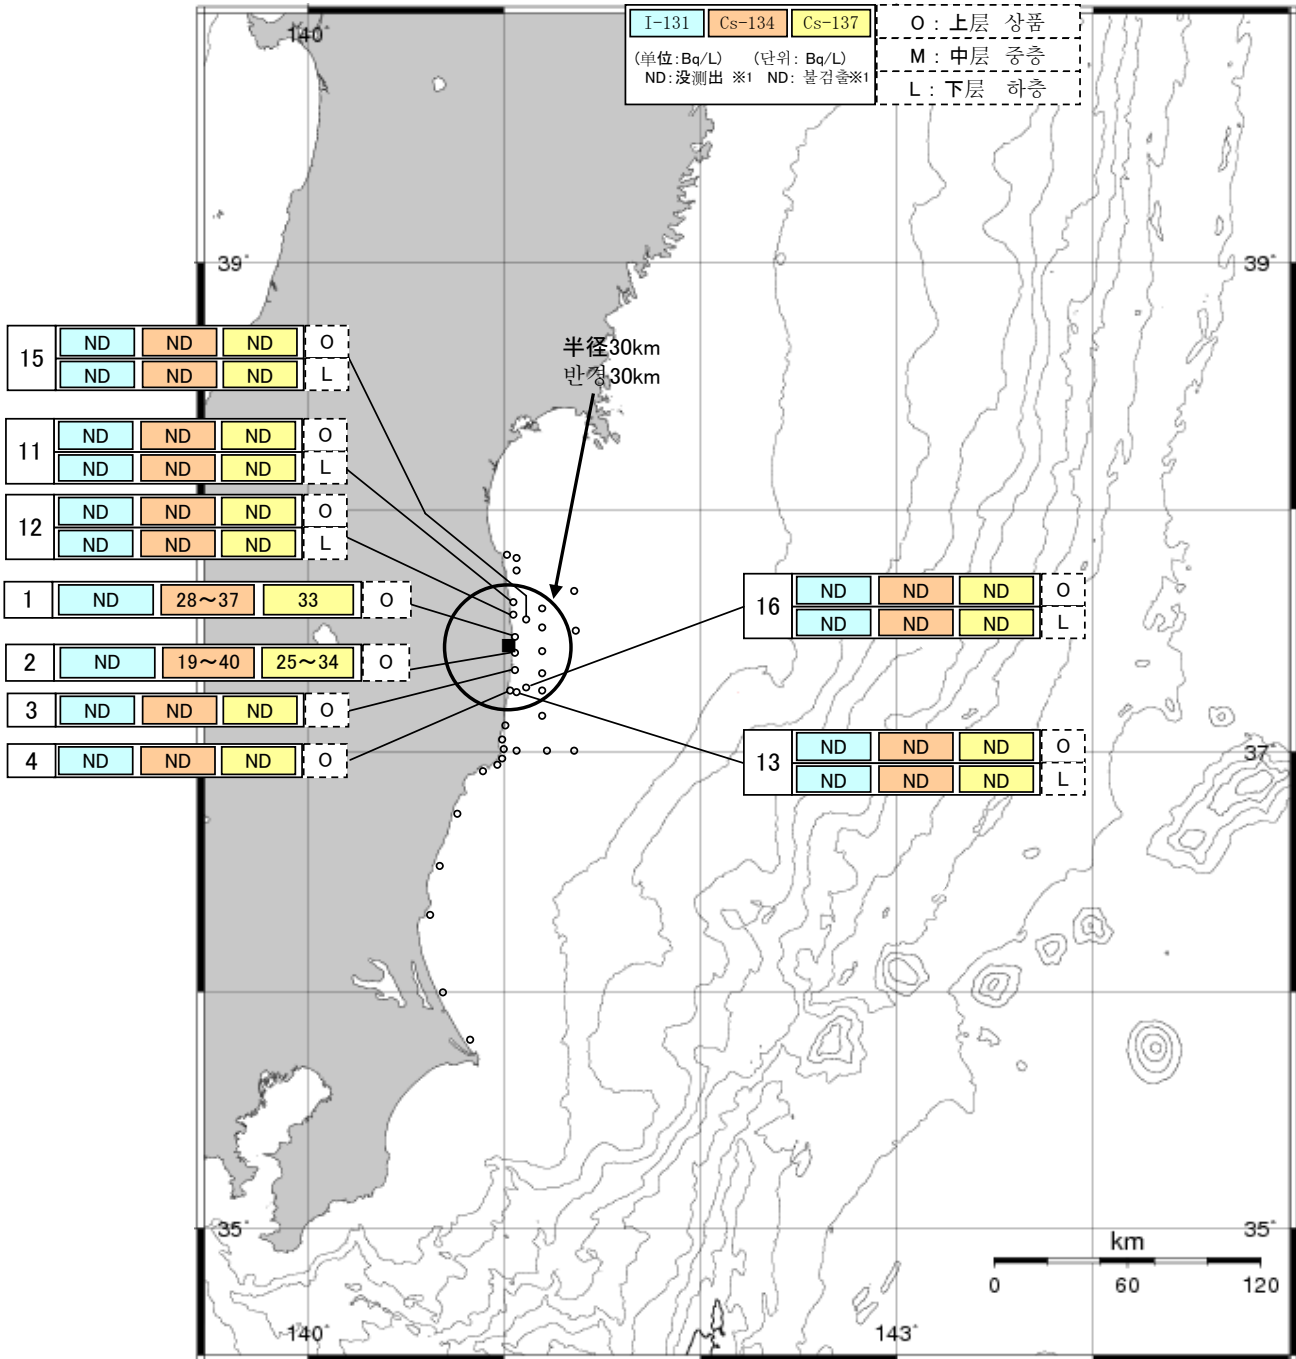 I-131 Cs-134 Cs-137
(単位:Bq/L) (단위: Bq/L)
ND:没測出 ※1 ND: 불검출※1
O : 上层 상품
M : 中层 중층
L : 下层 하층
140°
39° 39°
半径30km
반경30km
15 ND ND ND O
ND ND ND L
11 ND ND ND O
ND ND ND L
12 ND ND ND O
ND ND ND L
1 ND 28～37 33 O
2 ND 19～40 25～34 O
3 ND ND ND O
4 ND ND ND O
16 ND ND ND O
ND ND ND L
13 ND ND ND O
ND ND ND L
37°
35° 35°
km
0 60 120
140° 143°